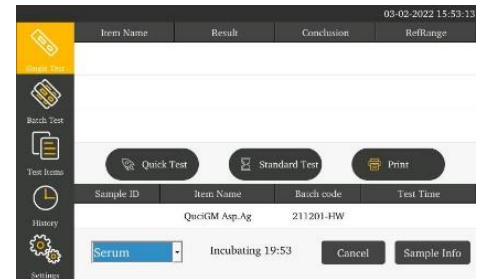 03-02-2022 15:53:13
Item Name Result Conclusion RefRange
Single Test
Batch Test
Test Items
Quick Test Standard Test Print
Sample ID Item Name Batch code Test Time
History
QuciGM Asp.Ag 211201-HW
Serum Incubating 19:53 Cancel Sample Info
Settings